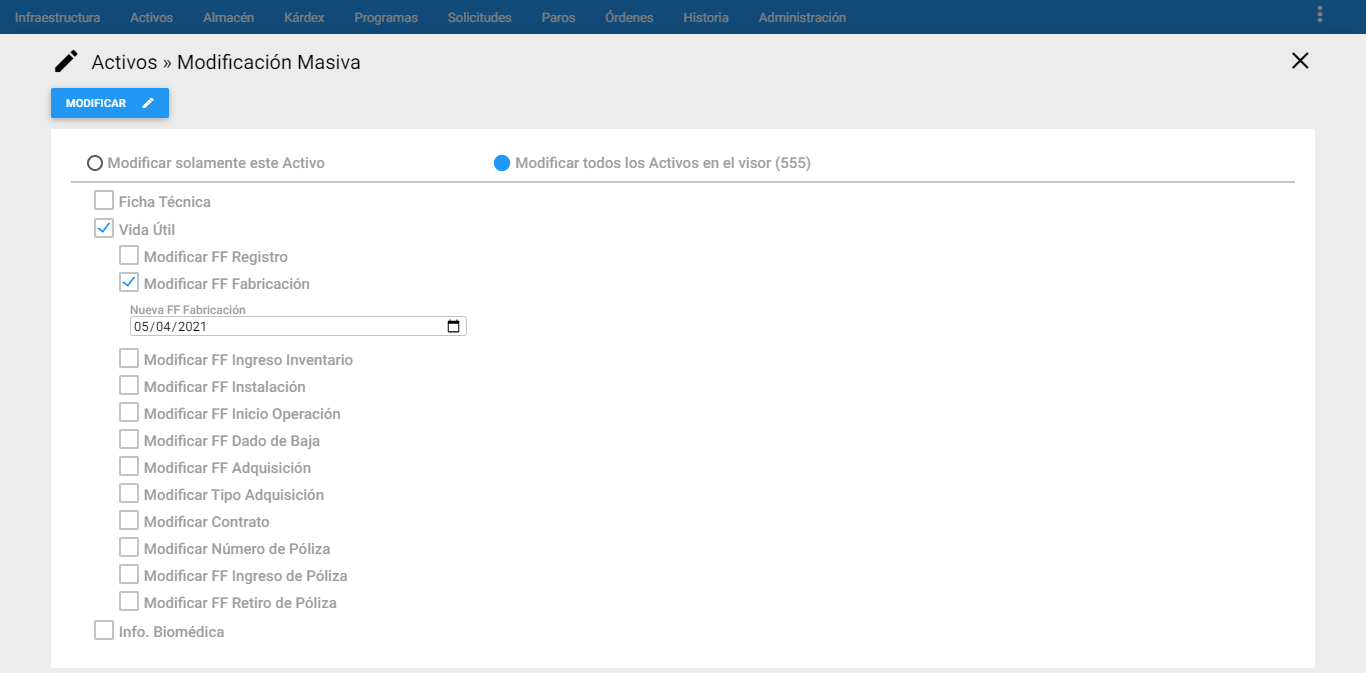 Infraestructura Activos Almacén Kárdex Programas Solicitudes Paros Órdenes Historia Administración
Activos » Modificación Masiva
MODIFICAR
Modificar solamente este Activo Modificar todos los Activos en el visor (555)
Ficha Técnica
Vida Útil
Modificar FF Registro
Modificar FF Fabricación
Nueva FF Fabricación
05/04/2021
Modificar FF Ingreso Inventario
Modificar FF Instalación
Modificar FF Inicio Operación
Modificar FF Dado de Baja
Modificar FF Adquisición
Modificar Tipo Adquisición
Modificar Contrato
Modificar Número de Póliza
Modificar FF Ingreso de Póliza
Modificar FF Retiro de Póliza
Info. Biomédica